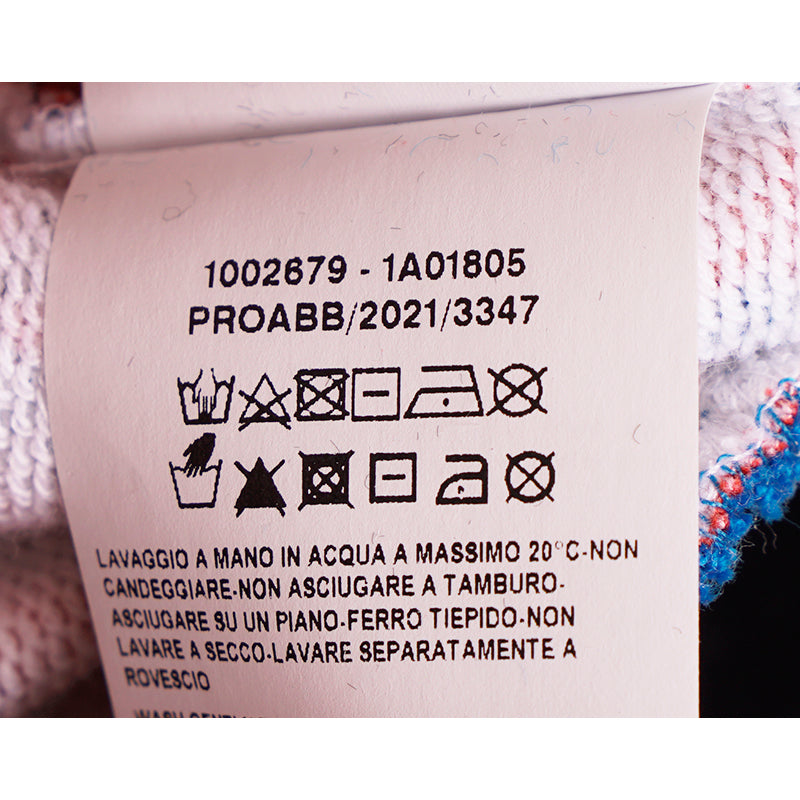 1002679 - 1A01805
PROABB/2021/3347
LAVAGGIO A MANO IN ACQUA A MASSIMO 20°C-NON
CANDEGGIARE-NON ASCIUGARE A TAMBURO-
ASCIUGARE SU UN PIANO-FERRO TIEPIDO-NON
LAVARE A SECCO-LAVARE SEPARATAMENTE A
ROVESCIO